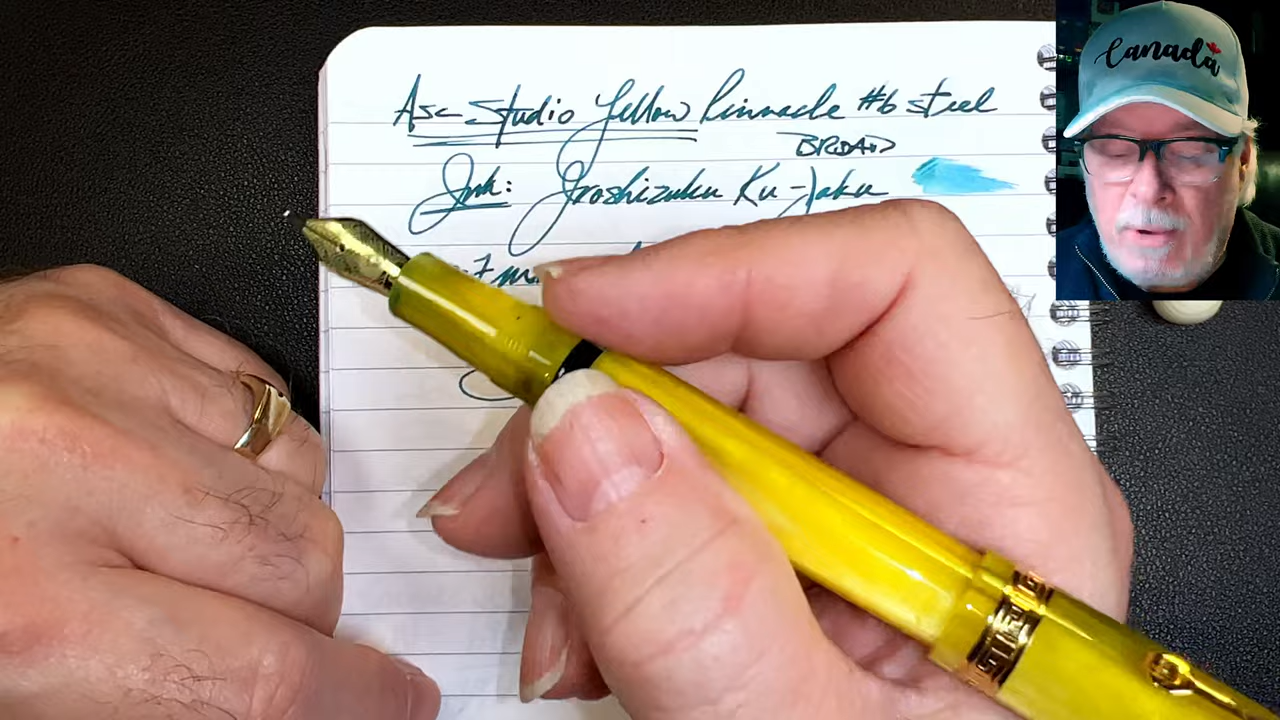 Asc Studio Yellow Pinnacle #6 steel
BROAD
Ink: Iroshizuku Ku-Jaku
Canada